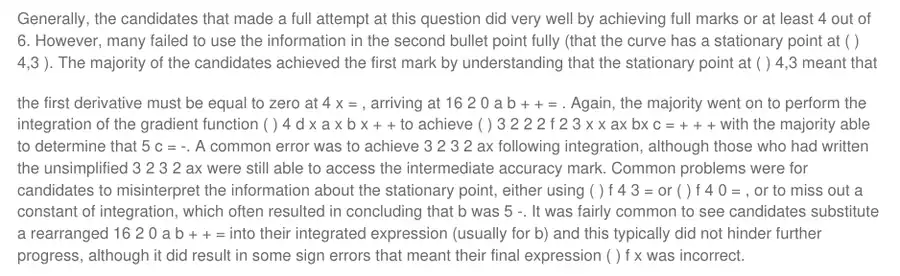 Generally, the candidates that made a full attempt at this question did very well by achieving full marks or at least 4 out of
6. However, many failed to use the information in the second bullet point fully (that the curve has a stationary point at ( )
4,3 ). The majority of the candidates achieved the first mark by understanding that the stationary point at ( ) 4,3 meant that
the first derivative must be equal to zero at 4 x = , arriving at 16 2 0 a b + + = . Again, the majority went on to perform the
integration of the gradient function ( ) 4 d x a x b x + + to achieve ( ) 3 2 2 2 f 2 3 x x ax bx c = + + + with the majority able
to determine that 5 c = -. A common error was to achieve 3 2 3 2 ax following integration, although those who had written
the unsimplified 3 2 3 2 ax were still able to access the intermediate accuracy mark. Common problems were for
candidates to misinterpret the information about the stationary point, either using ( ) f 4 3 = or ( ) f 4 0 = , or to miss out a
constant of integration, which often resulted in concluding that b was 5 -. It was fairly common to see candidates substitute
a rearranged 16 2 0 a b + + = into their integrated expression (usually for b) and this typically did not hinder further
progress, although it did result in some sign errors that meant their final expression ( ) f x was incorrect.